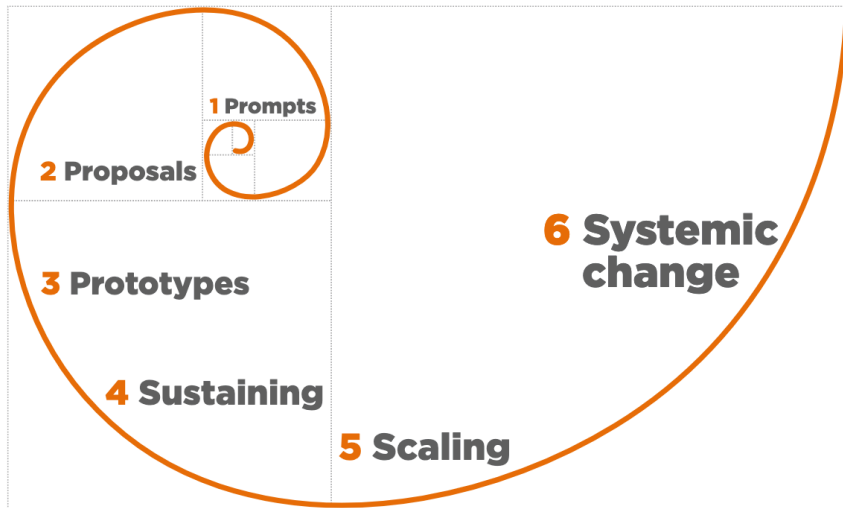 1 Prompts
2 Proposals
3 Prototypes
4 Sustaining
5 Scaling
6 Systemic
change